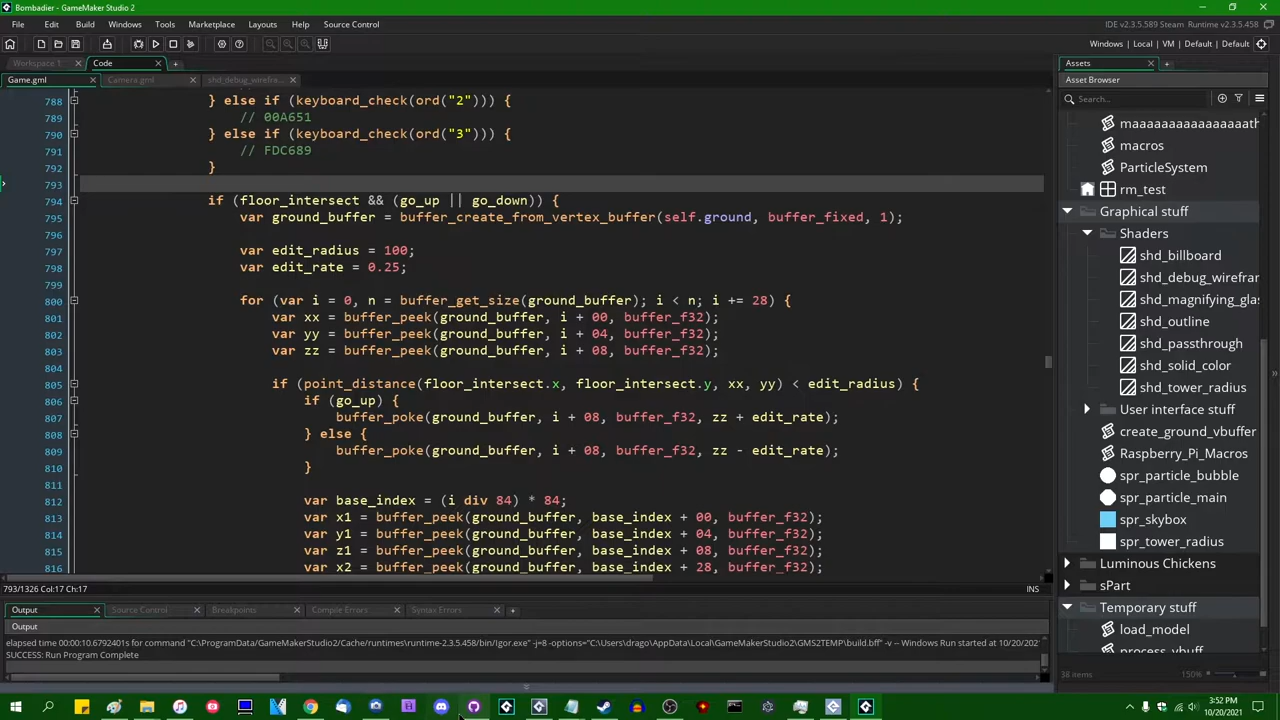 Bombadier - GameMaker Studio 2
File Edit Build Windows Tools Marketplace Layouts Help Source Control
IDE v2.3.5.589 Steam Runtime v2.3.5.458
Windows | Local | VM | Default | Default
Workspace 1
Code
Game.gml
Camera.gml
shd_debug_wirefra...
788 } else if (keyboard_check(ord("2"))) {
789 // 00A651
790 } else if (keyboard_check(ord("3"))) {
791 // FDC689
792 }
793
794 if (floor_intersect && (go_up || go_down)) {
795 var ground_buffer = buffer_create_from_vertex_buffer(self.ground, buffer_fixed, 1);
796
797 var edit_radius = 100;
798 var edit_rate = 0.25;
799
800 for (var i = 0, n = buffer_get_size(ground_buffer); i < n; i += 28) {
801 var xx = buffer_peek(ground_buffer, i + 00, buffer_f32);
802 var yy = buffer_peek(ground_buffer, i + 04, buffer_f32);
803 var zz = buffer_peek(ground_buffer, i + 08, buffer_f32);
804
805 if (point_distance(floor_intersect.x, floor_intersect.y, xx, yy) < edit_radius) {
806 if (go_up) {
807 buffer_poke(ground_buffer, i + 08, buffer_f32, zz + edit_rate);
808 } else {
809 buffer_poke(ground_buffer, i + 08, buffer_f32, zz - edit_rate);
810 }
811
812 var base_index = (i div 84) * 84;
813 var x1 = buffer_peek(ground_buffer, base_index + 00, buffer_f32);
814 var y1 = buffer_peek(ground_buffer, base_index + 04, buffer_f32);
815 var z1 = buffer_peek(ground_buffer, base_index + 08, buffer_f32);
816 var x2 = buffer_peek(ground_buffer, base_index + 28, buffer_f32);
793/1326 Col:17 Ch:17
INS
Output
Source Control
Breakpoints
Compile Errors
Syntax Errors
Output
elapsed time 00:00:10.6792401s for command "C:\ProgramData/GameMakerStudio2/Cache/runtimes\runtime-2.3.5.458/bin/Igor.exe" -j=8 -options="C:\Users\drago\AppData\Local\GameMakerStudio2\GMS2TEMP\build.bff" -v -- Windows Run started at 10/20/202
SUCCESS: Run Program Complete
Assets
Asset Browser
Search...
maaaaaaaaaaaaaaath
macros
ParticleSystem
rm_test
Graphical stuff
Shaders
shd_billboard
shd_debug_wirefran
shd_magnifying_glas
shd_outline
shd_passthrough
shd_solid_color
shd_tower_radius
User interface stuff
create_ground_vbuffer
Raspberry_Pi_Macros
spr_particle_bubble
spr_particle_main
spr_skybox
spr_tower_radius
Luminous Chickens
sPart
Temporary stuff
load_model
process_vbuff
38 items
150%
3:52 PM
10/20/2021